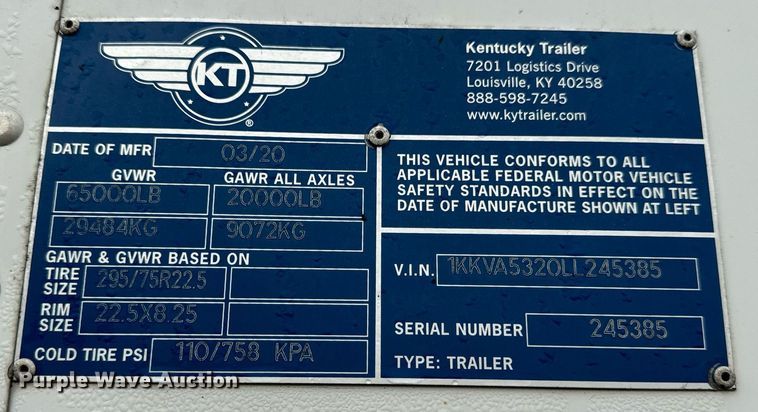 KT
®
Kentucky Trailer
7201 Logistics Drive
Louisville, KY 40258
888-598-7245
www.kytrailer.com
DATE OF MFR 03/20
GVWR GAWR ALL AXLES
65000LB 20000LB
29484KG 9072KG
GAWR & GVWR BASED ON
TIRE SIZE 295/75R22.5
RIM SIZE 22.5X8.25
COLD TIRE PSI 110/758 KPA
THIS VEHICLE CONFORMS TO ALL
APPLICABLE FEDERAL MOTOR VEHICLE
SAFETY STANDARDS IN EFFECT ON THE
DATE OF MANUFACTURE SHOWN AT LEFT
V.I.N. 1KKVA5320LL245385
SERIAL NUMBER 245385
TYPE: TRAILER
Purple Wave Auction